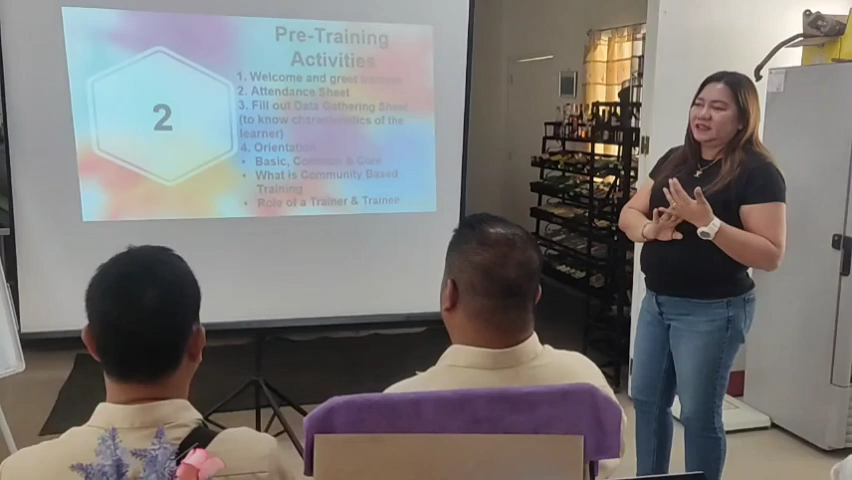 Pre-Training
Activities
1. Welcome and greet trainees
2. Attendance Sheet
3. Fill out Data Gathering Sheet
(to know characteristics of the
learner)
4. Orientation
• Basic, Common & Core
• What is Community Based
Training
• Role of a Trainer & Trainee
2